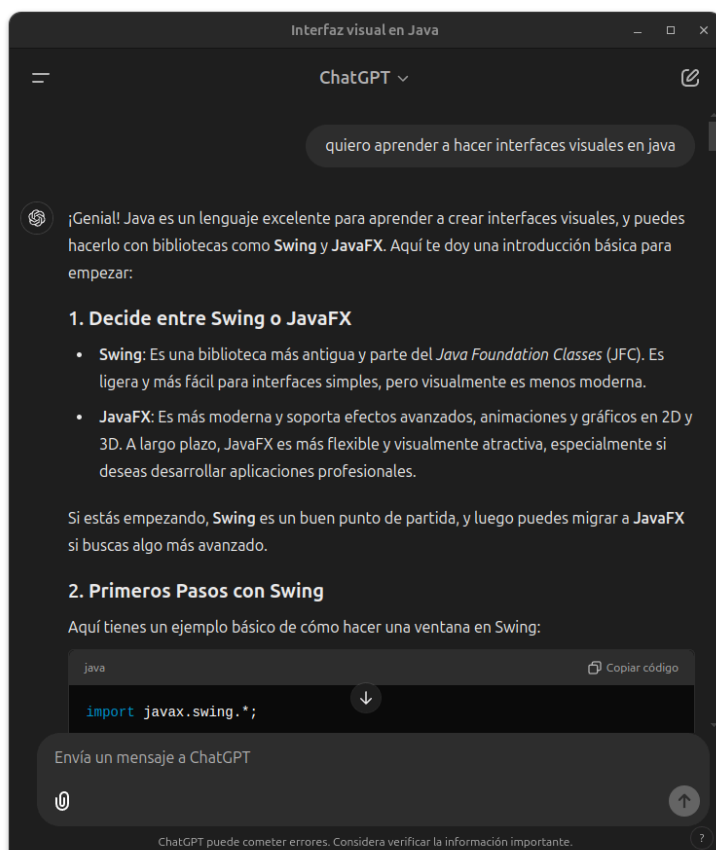 Interfaz visual en Java
ChatGPT
quiero aprender a hacer interfaces visuales en java
¡Genial! Java es un lenguaje excelente para aprender a crear interfaces visuales, y puedes
hacerlo con bibliotecas como Swing y JavaFX. Aquí te doy una introducción básica para
empezar:
1. Decide entre Swing o JavaFX
• Swing: Es una biblioteca más antigua y parte del Java Foundation Classes (JFC). Es
ligera y más fácil para interfaces simples, pero visualmente es menos moderna.
• JavaFX: Es más moderna y soporta efectos avanzados, animaciones y gráficos en 2D y
3D. A largo plazo, JavaFX es más flexible y visualmente atractiva, especialmente si
deseas desarrollar aplicaciones profesionales.
Si estás empezando, Swing es un buen punto de partida, y luego puedes migrar a JavaFX
si buscas algo más avanzado.
2. Primeros Pasos con Swing
Aquí tienes un ejemplo básico de cómo hacer una ventana en Swing:
java Copiar código
import javax.swing.*;
Envía un mensaje a ChatGPT
ChatGPT puede cometer errores. Considera verificar la información importante.
?